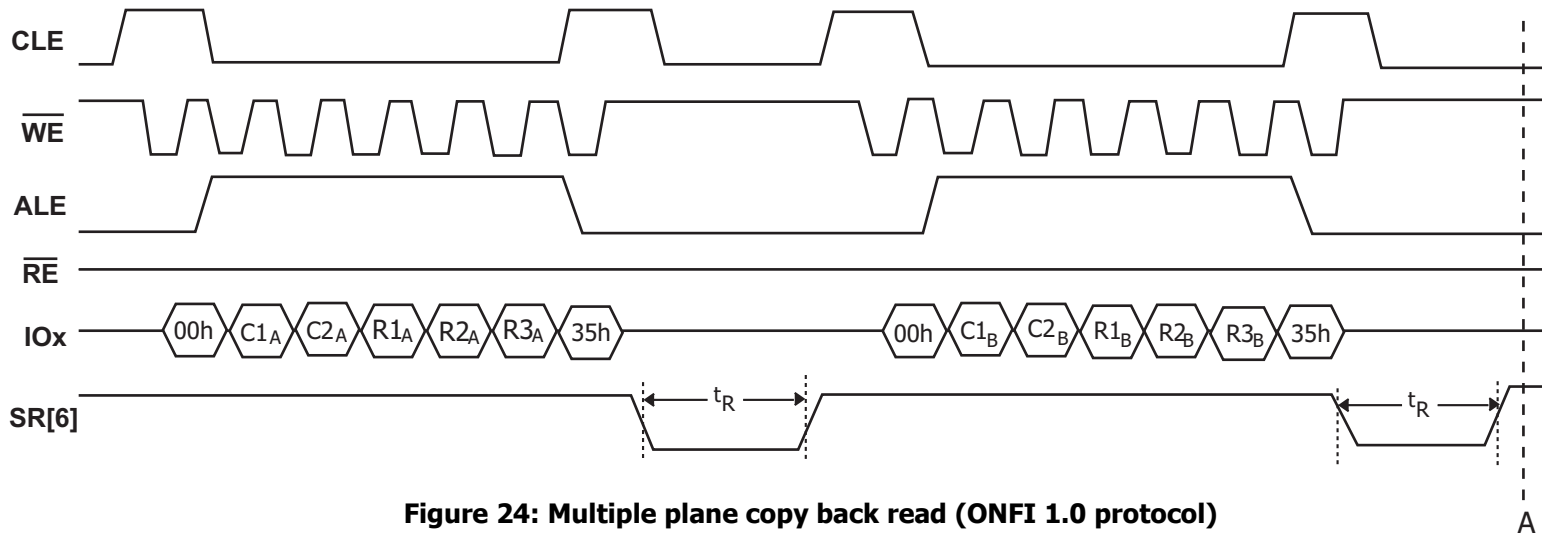 CLE
WE
ALE
RE
IOx 00h C1A C2A R1A R2A R3A 35h 00h C1B C2B R1B R2B R3B 35h
SR[6] tR tR
Figure 24: Multiple plane copy back read (ONFI 1.0 protocol)
A